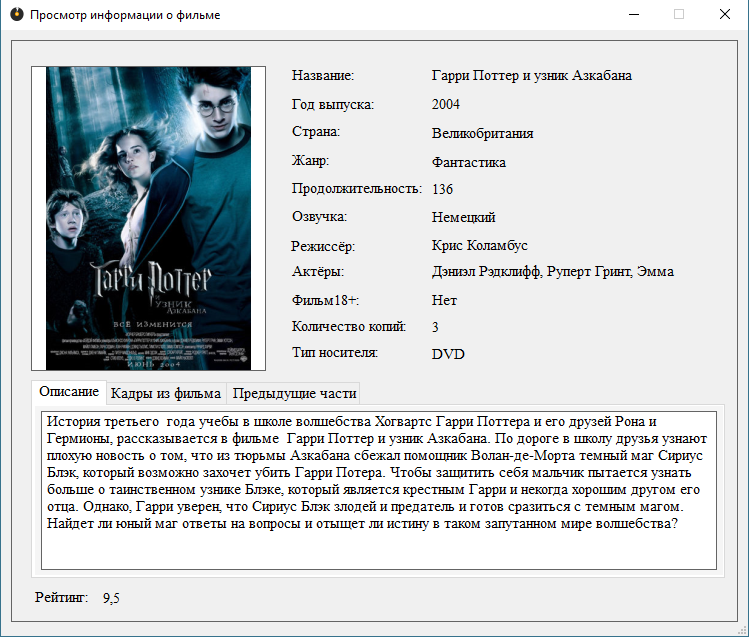 Просмотр информации о фильме
Название: Гарри Поттер и узник Азкабана
Год выпуска: 2004
Страна: Великобритания
Жанр: Фантастика
Продолжительность: 136
Озвучка: Немецкий
Режиссёр: Крис Коламбус
Актёры: Дэниэл Рэдклифф, Руперт Гринт, Эмма
Фильм18+: Нет
Количество копий: 3
Тип носителя: DVD
Гарри Поттер
и
узник
Азкабана
всё изменится
июнь 2004
Описание Кадры из фильма Предыдущие части
История третьего  года учебы в школе волшебства Хогвартс Гарри Поттера и его друзей Рона и
Гермионы, рассказывается в фильме  Гарри Поттер и узник Азкабана. По дороге в школу друзья узнают
плохую новость о том, что из тюрьмы Азкабана сбежал помощник Волан-де-Морта темный маг Сириус
Блэк, который возможно захочет убить Гарри Потера. Чтобы защитить себя мальчик пытается узнать
больше о таинственном узнике Блэке, который является крестным Гарри и некогда хорошим другом его
отца. Однако, Гарри уверен, что Сириус Блэк злодей и предатель и готов сразиться с темным магом.
Найдет ли юный маг ответы на вопросы и отыщет ли истину в таком запутанном мире волшебства?
Рейтинг: 9,5